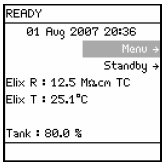 READY
01 Aug 2007 20:36
Menu →
Standby →
Elix R : 12.5 MΩ.cm TC
Elix T : 25.1°C
Tank : 80.0 %